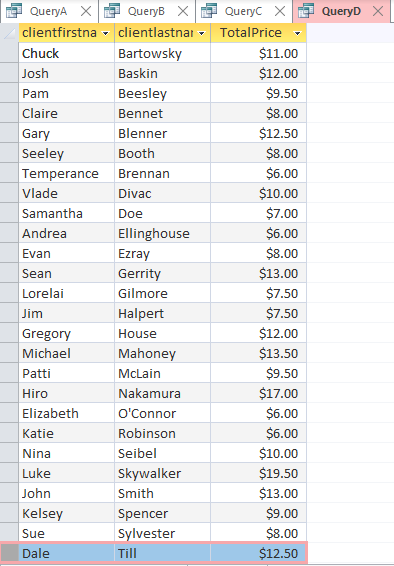 QueryA QueryB QueryC QueryD
clientfirstna clientlastnar TotalPrice
Chuck Bartowsky $11.00
Josh Baskin $12.00
Pam Beesley $9.50
Claire Bennet $8.00
Gary Blenner $12.50
Seeley Booth $8.00
Temperance Brennan $6.00
Vlade Divac $10.00
Samantha Doe $7.00
Andrea Ellinghouse $6.00
Evan Ezray $8.00
Sean Gerrity $13.00
Lorelai Gilmore $7.50
Jim Halpert $7.50
Gregory House $12.00
Michael Mahoney $13.50
Patti McLain $9.50
Hiro Nakamura $17.00
Elizabeth O'Connor $6.00
Katie Robinson $6.00
Nina Seibel $10.00
Luke Skywalker $19.50
John Smith $13.00
Kelsey Spencer $9.00
Sue Sylvester $8.00
Dale Till $12.50